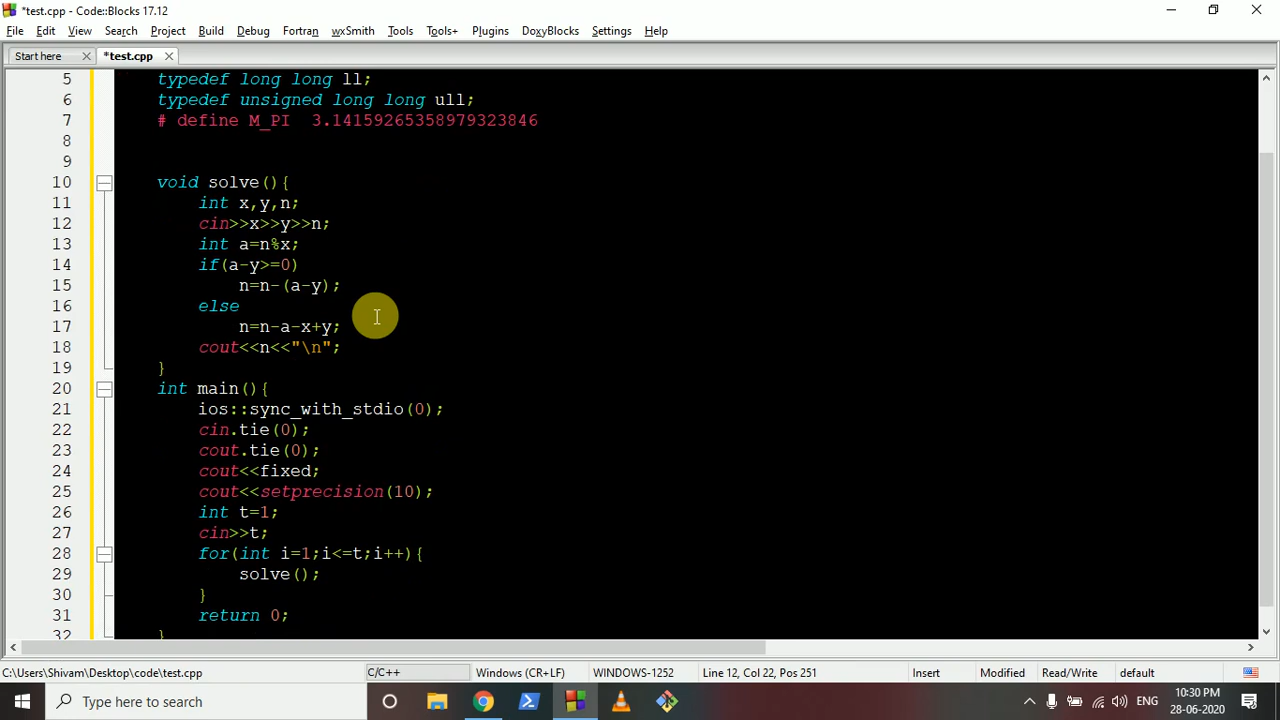 *test.cpp - Code::Blocks 17.12
File Edit View Search Project Build Debug Fortran wxSmith Tools Tools+ Plugins DoxyBlocks Settings Help
Start here *test.cpp
5 typedef long long ll;
6 typedef unsigned long long ull;
7 # define M_PI 3.14159265358979323846
8
9
10 void solve(){
11 int x,y,n;
12 cin>>x>>y>>n;
13 int a=n%x;
14 if(a-y>=0)
15 n=n-(a-y);
16 else
17 n=n-a-x+y;
18 cout<<n<<"\n";
19 }
20 int main(){
21 ios::sync_with_stdio(0);
22 cin.tie(0);
23 cout.tie(0);
24 cout<<fixed;
25 cout<<setprecision(10);
26 int t=1;
27 cin>>t;
28 for(int i=1;i<=t;i++){
29 solve();
30 }
31 return 0;
32 }
C:\Users\Shivam\Desktop\code\test.cpp C/C++ Windows (CR+LF) WINDOWS-1252 Line 12, Col 22, Pos 251 Insert Modified Read/Write default
Type here to search ENG 10:30 PM
28-06-2020